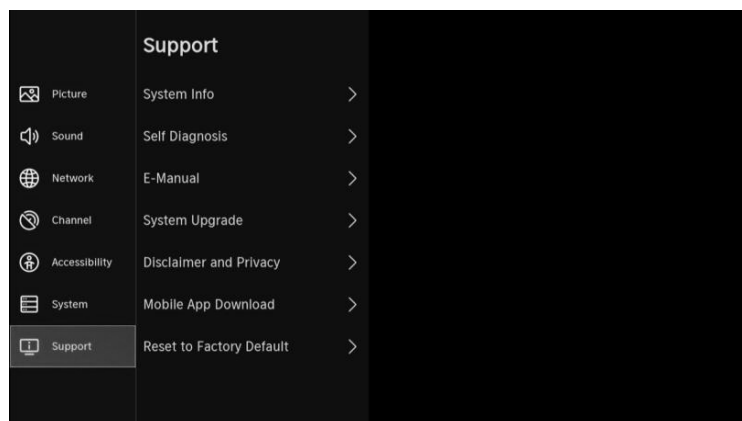 Support
Picture
System Info
Sound
Self Diagnosis
Network
E-Manual
Channel
System Upgrade
Accessibility
Disclaimer and Privacy
System
Mobile App Download
Support
Reset to Factory Default